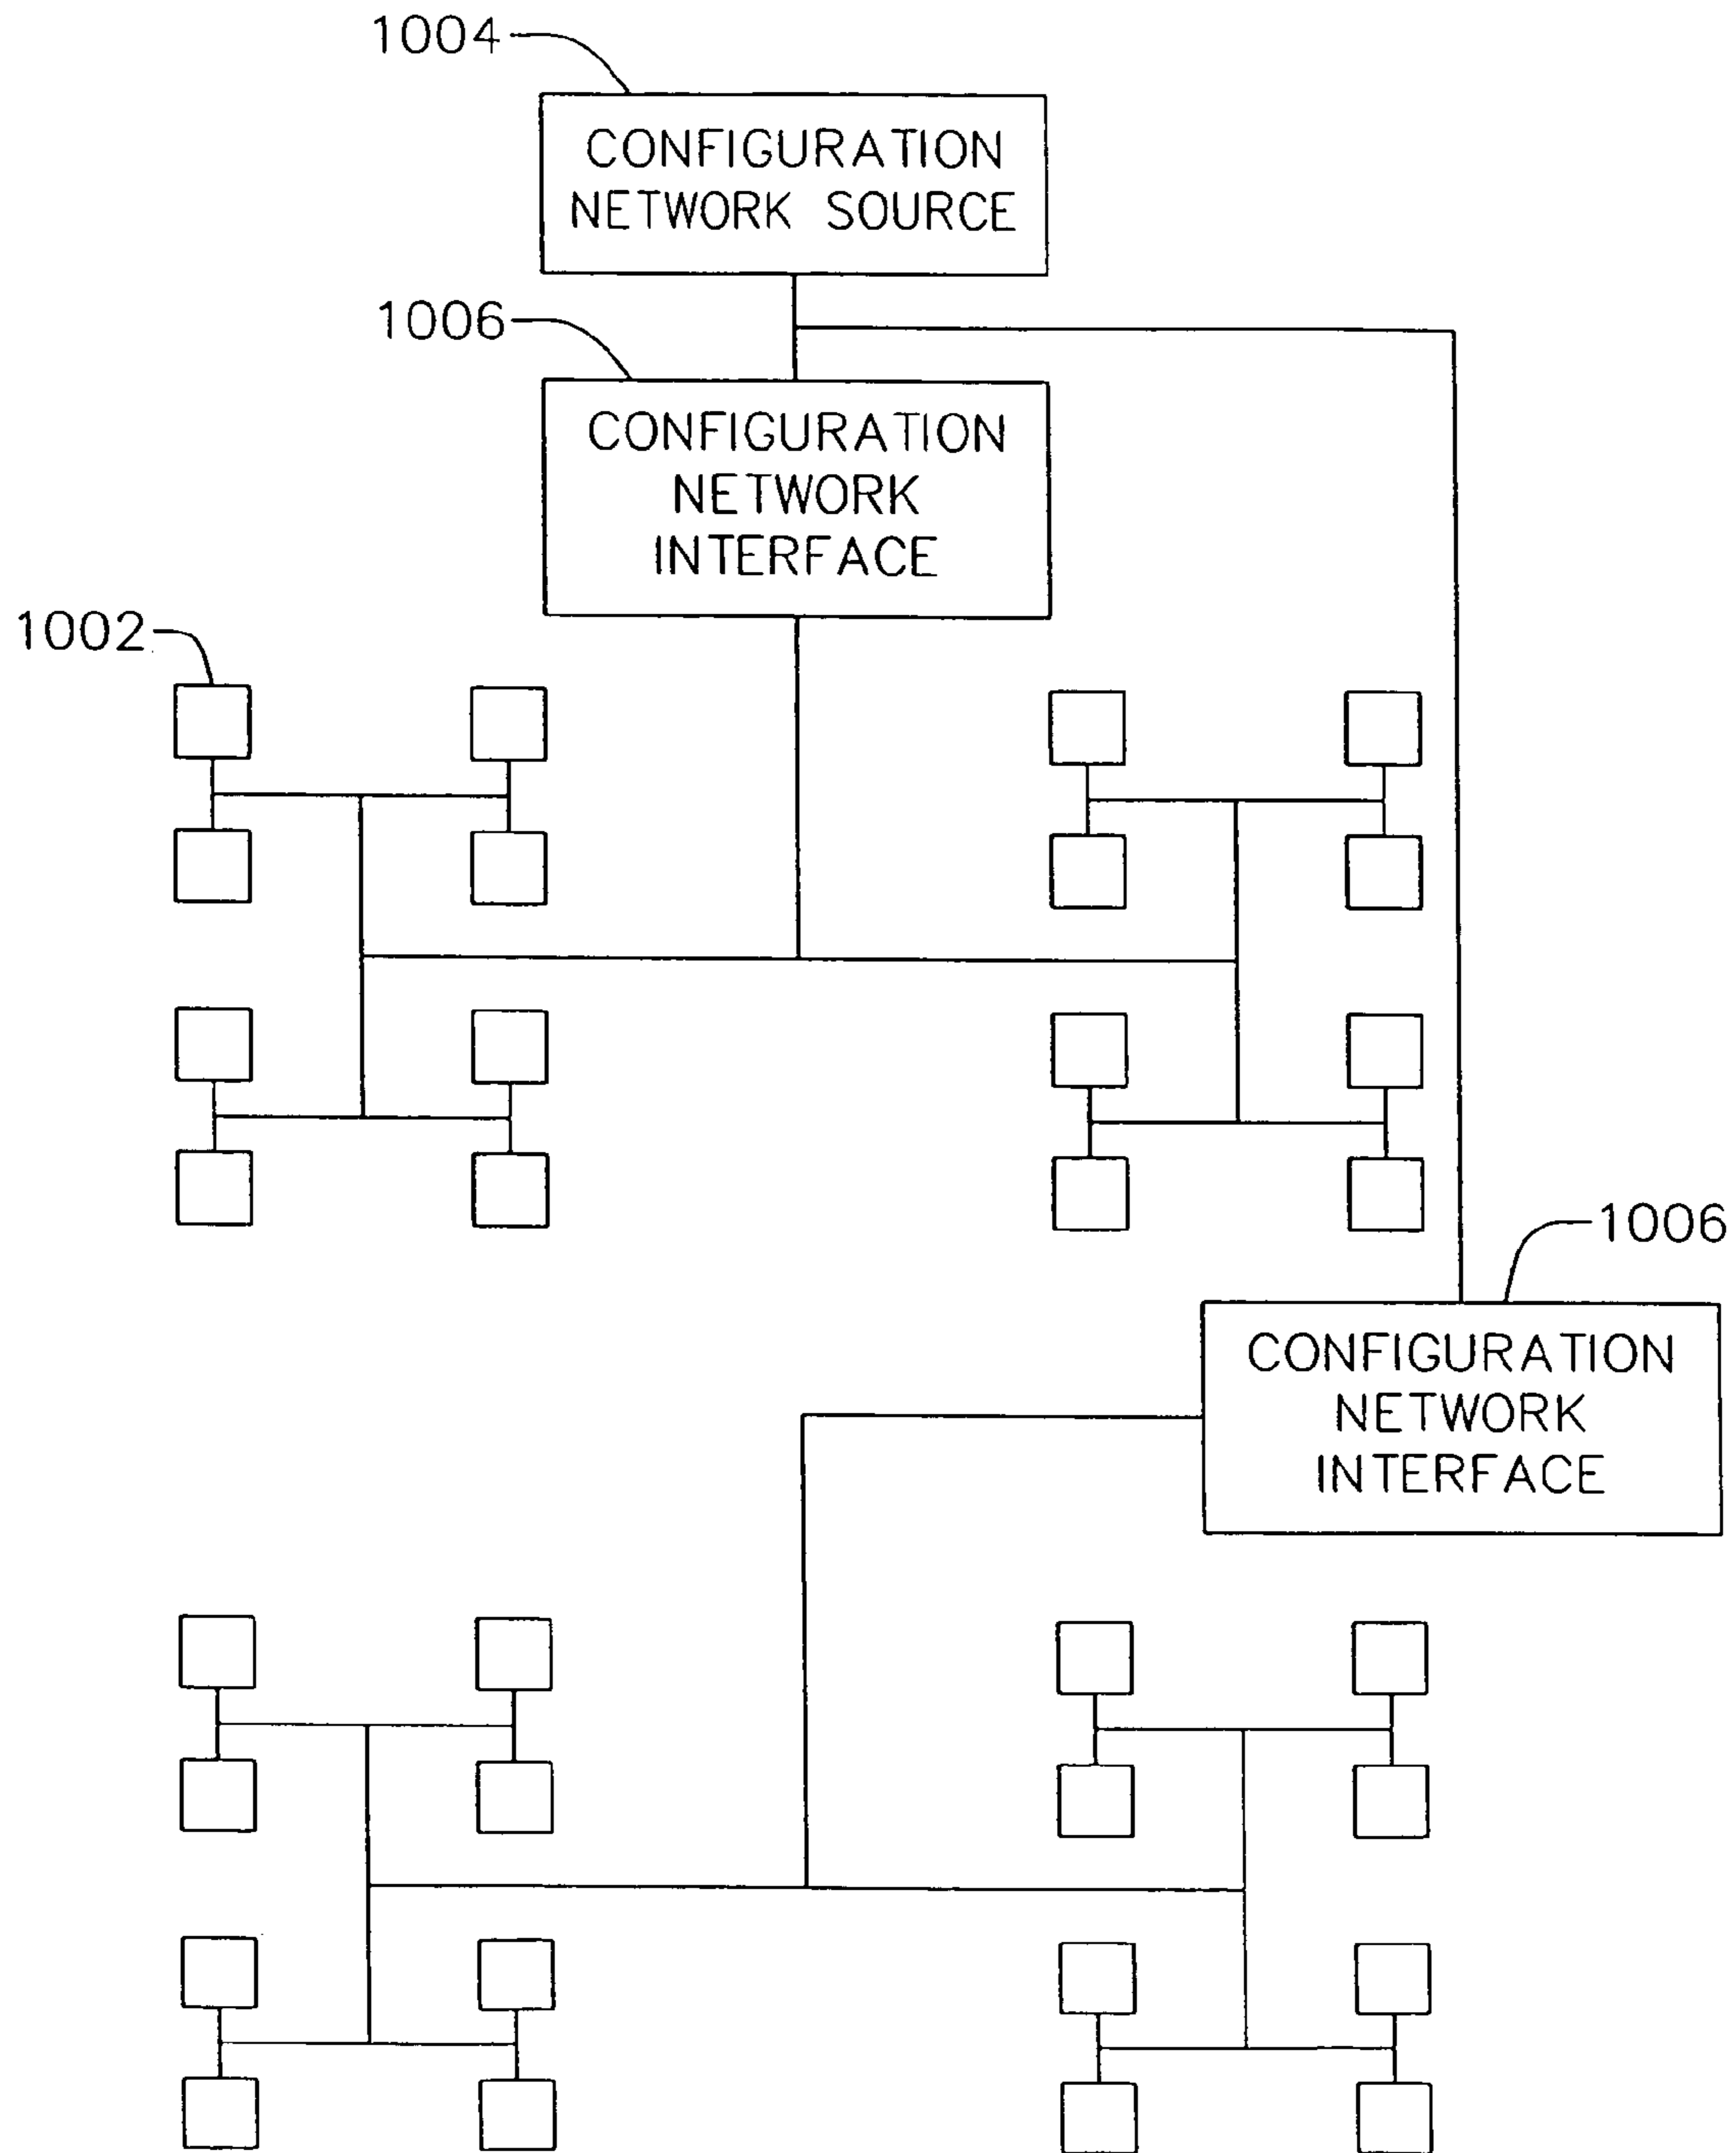 1004
CONFIGURATION
NETWORK SOURCE
1006
CONFIGURATION
NETWORK
INTERFACE
1002
1006
CONFIGURATION
NETWORK
INTERFACE